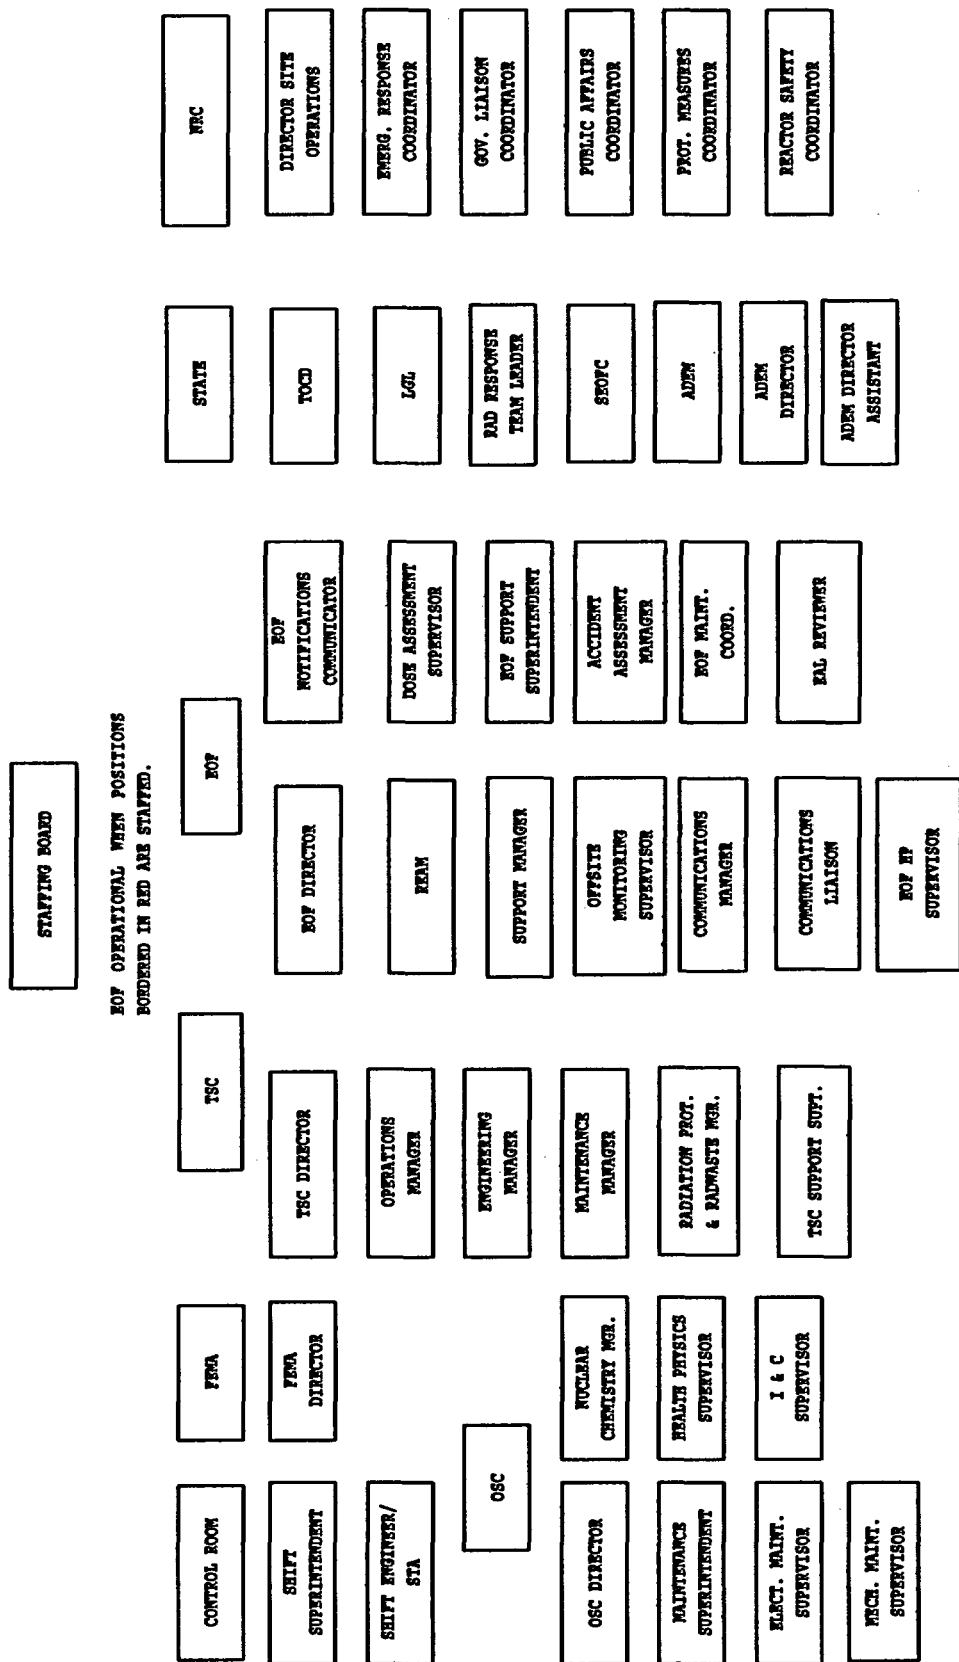 STAFFING BOARD
EOF OPERATIONAL WHEN POSITIONS
BORDERED IN RED ARE STAFFED.
CONTROL ROOM
SHIFT
SUPERINTENDENT
SHIFT ENGINEER/
STA
FEMA
FEMA
DIRECTOR
OSC
OSC DIRECTOR
MAINTENANCE
SUPERINTENDENT
ELECT. MAINT.
SUPERVISOR
MECH. MAINT.
SUPERVISOR
NUCLEAR
CHEMISTRY MGR.
HEALTH PHYSICS
SUPERVISOR
I & C
SUPERVISOR
TSC
TSC DIRECTOR
OPERATIONS
MANAGER
ENGINEERING
MANAGER
MAINTENANCE
MANAGER
RADIATION PROT.
& RADWASTE MGR.
TSC SUPPORT SUPT.
EOF
EOF DIRECTOR
REAM
SUPPORT MANAGER
OFFSITE
MONITORING
SUPERVISOR
COMMUNICATIONS
MANAGER
COMMUNICATIONS
LIAISON
EOF HP
SUPERVISOR
EOF
NOTIFICATIONS
COMMUNICATOR
DOSE ASSESSMENT
SUPERVISOR
EOF SUPPORT
SUPERINTENDENT
ACCIDENT
ASSESSMENT
MANAGER
EOF MAINT.
COORD.
EAL REVIEWER
STATE
TOCD
LGL
RAD RESPONSE
TEAM LEADER
SEOFC
ADEM
ADEM
DIRECTOR
ADEM DIRECTOR
ASSISTANT
NRC
DIRECTOR SITE
OPERATIONS
EMERG. RESPONSE
COORDINATOR
GOV. LIAISON
COORDINATOR
PUBLIC AFFAIRS
COORDINATOR
PROT. MEASURES
COORDINATOR
REACTOR SAFETY
COORDINATOR